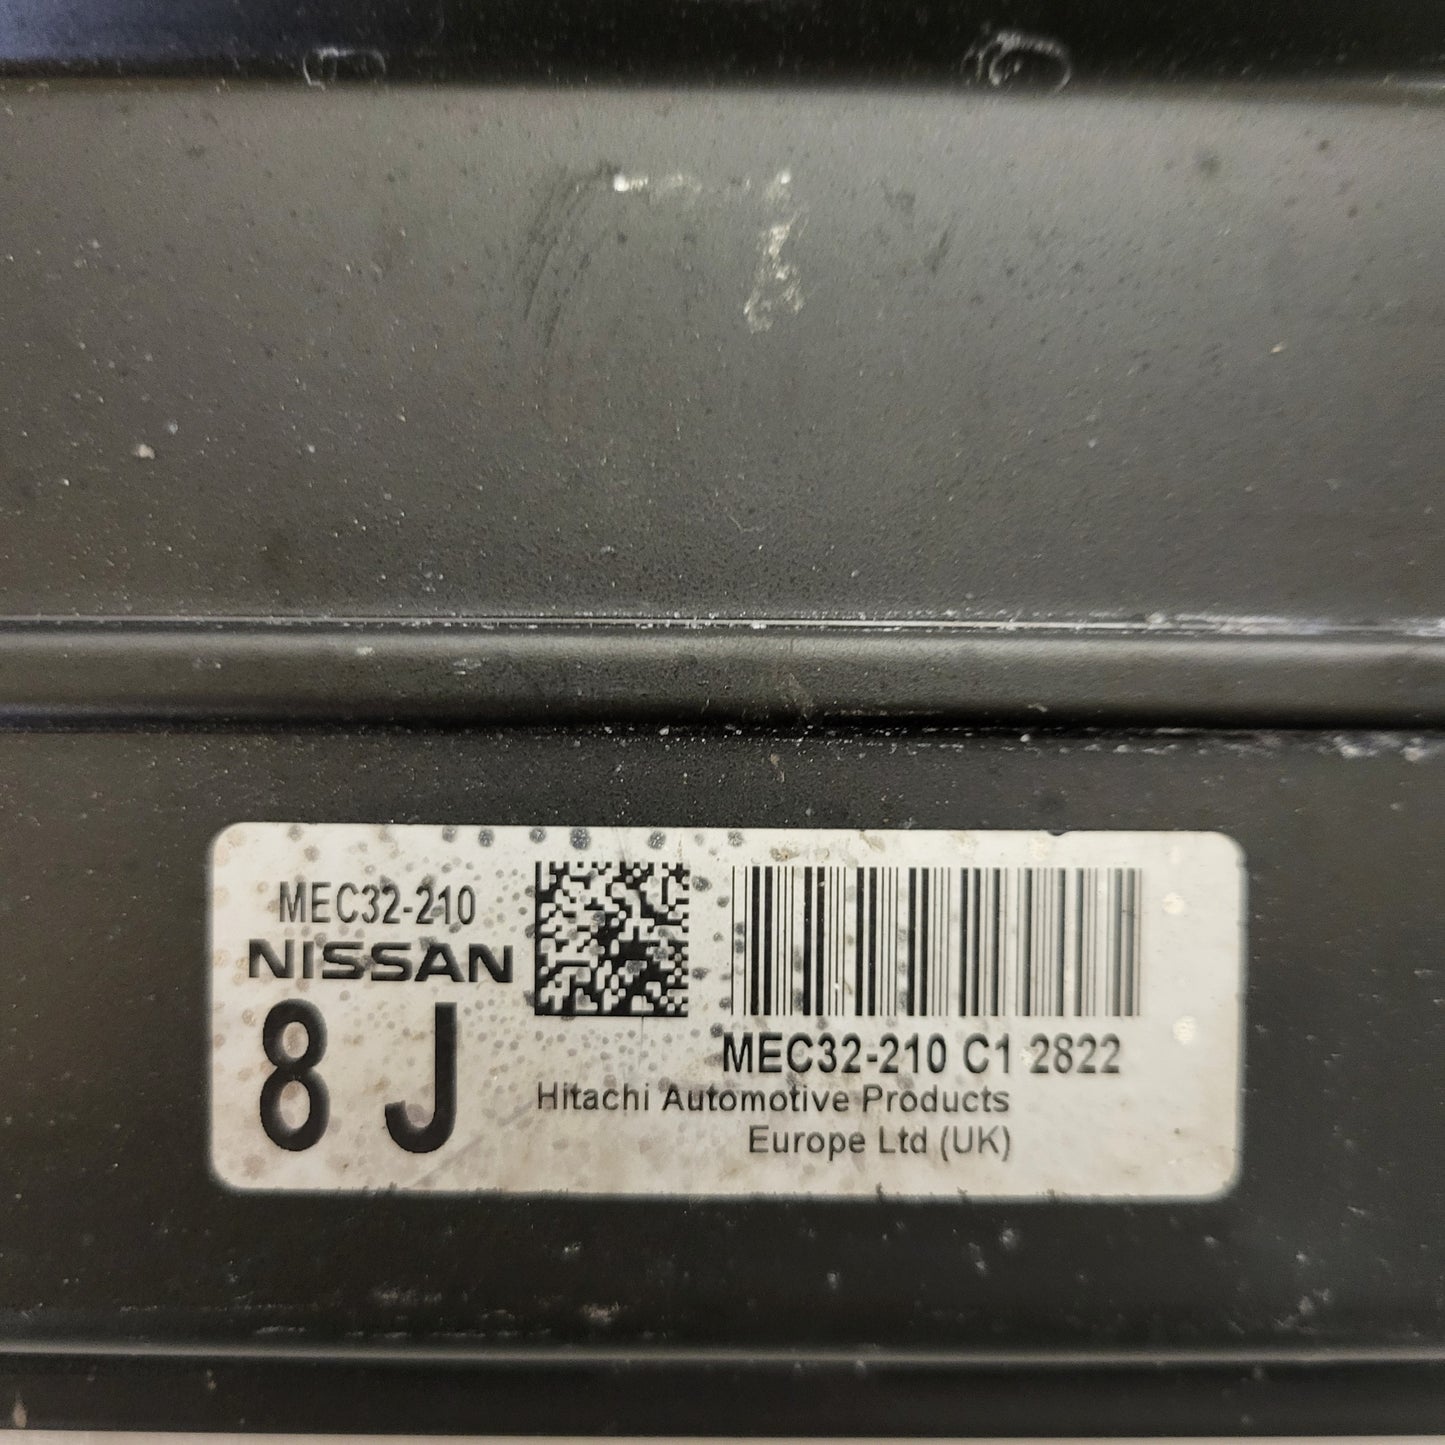 MEC32-210
NISSAN
8 J
MEC32-210 C1 2822
Hitachi Automotive Products
Europe Ltd (UK)